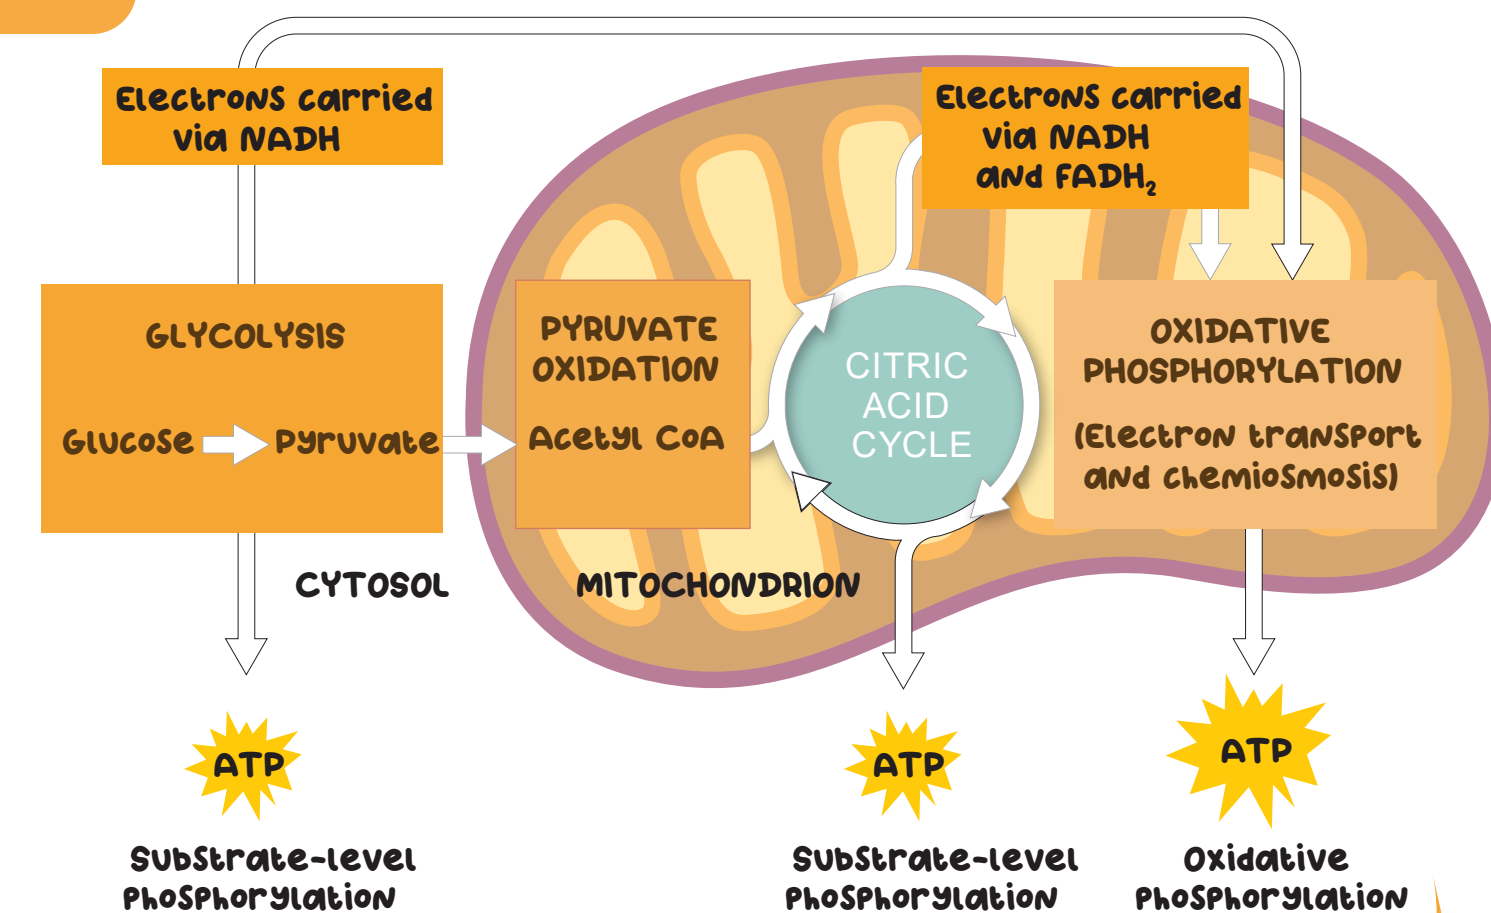 Electrons carried
via NADH
Electrons carried
via NADH
and FADH₂
GLYCOLYSIS
Glucose
Pyruvate
PYRUVATE
OXIDATION
Acetyl CoA
CITRIC
ACID
CYCLE
OXIDATIVE
PHOSPHORYLATION
(Electron transport
and chemiosmosis)
CYTOSOL
MITOCHONDRION
ATP
ATP
ATP
Substrate-level
Phosphorylation
Substrate-level
Phosphorylation
Oxidative
Phosphorylation